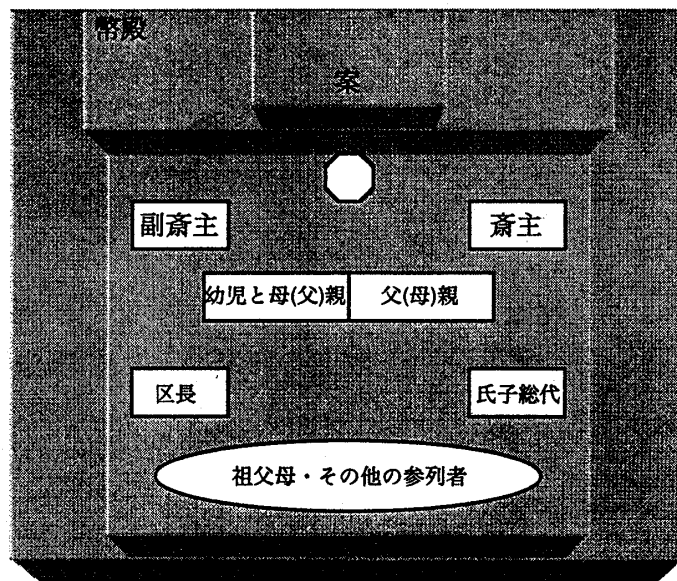 幣殿
案
副斎主
斎主
幼児と母(父)親
父(母)親
区長
氏子総代
祖父母・その他の参列者